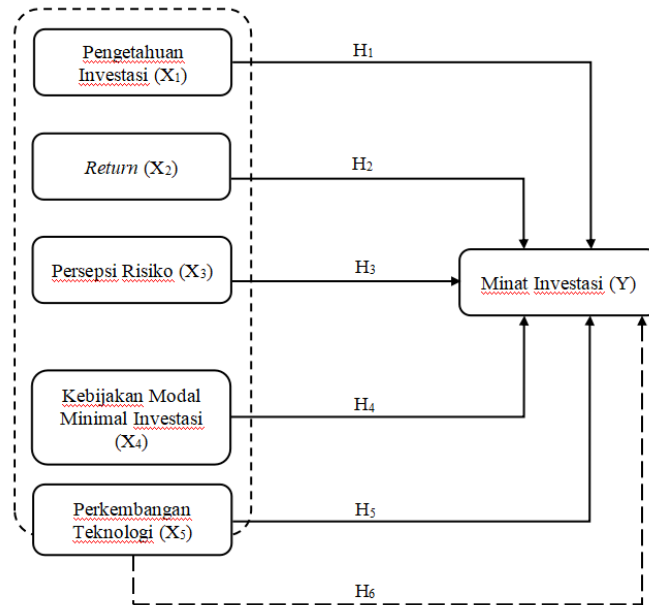 Pengetahuan
Investasi (X₁)
H₁
Return (X₂)
H₂
Persepsi Risiko (X₃)
H₃
Minat Investasi (Y)
Kebijakan Modal
Minimal Investasi
(X₄)
H₄
Perkembangan
Teknologi (X₅)
H₅
H₆